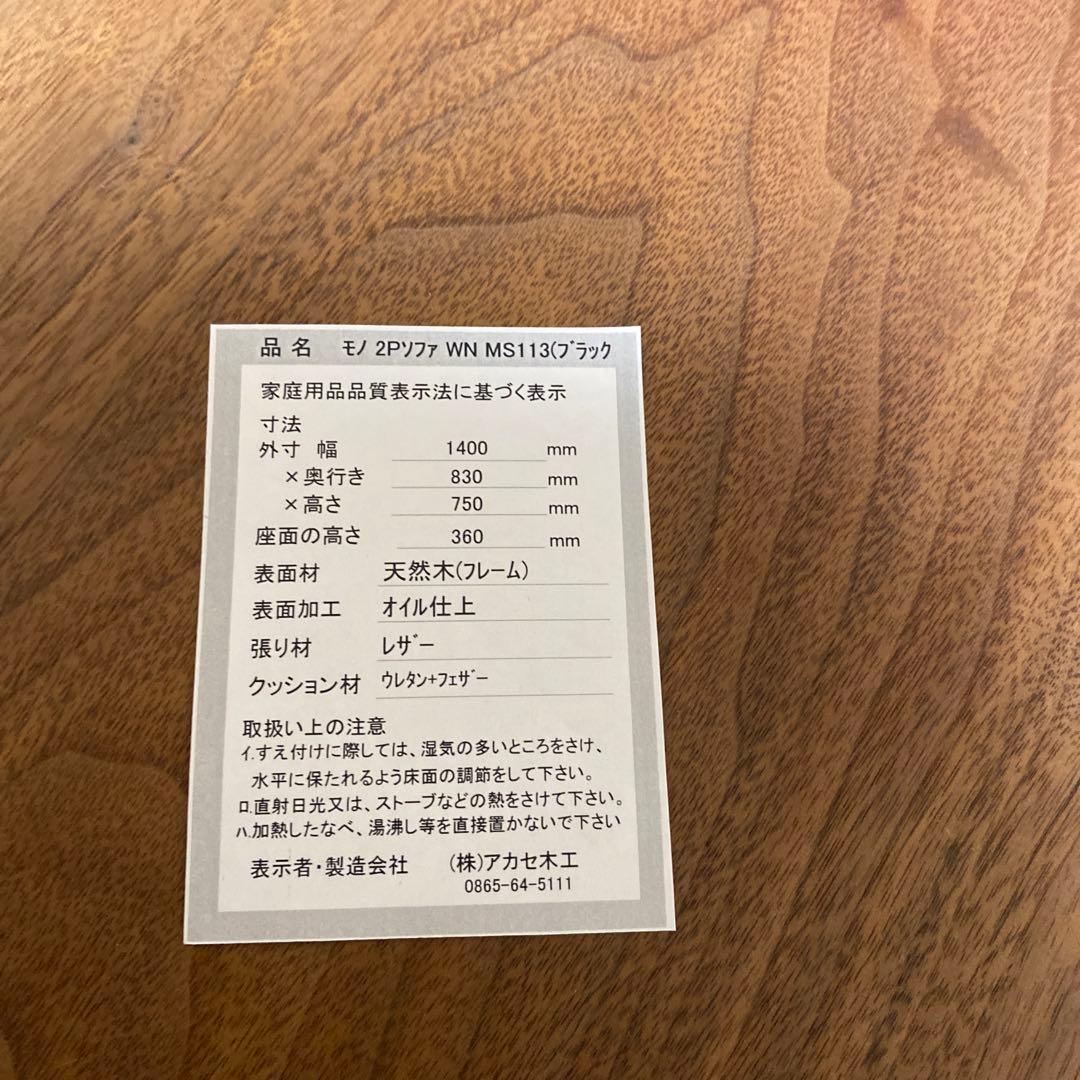 品名 モノ 2Pソファ WN MS113(ブラック
家庭用品品質表示法に基づく表示
寸法
外寸 幅 1400 mm
×奥行き 830 mm
×高さ 750 mm
座面の高さ 360 mm
表面材 天然木(フレーム)
表面加工 オイル仕上
張り材 レザー
クッション材 ウレタン+フェザー
取扱い上の注意
イ.すえ付けに際しては、湿気の多いところをさけ、
水平に保たれるよう床面の調節をして下さい。
ロ.直射日光又は、ストーブなどの熱をさけて下さい。
ハ.加熱したなべ、湯沸し等を直接置かないで下さい
表示者・製造会社 (株)アカセ木工
0865-64-5111